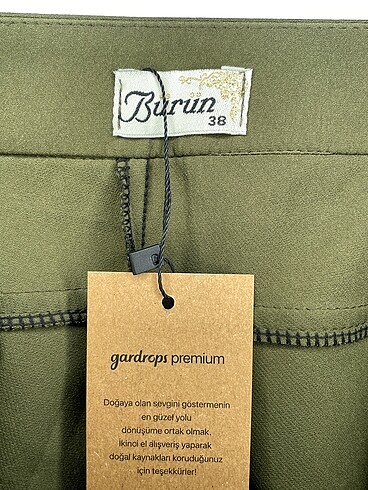 Bürün
38
gardrops premium
Doğaya olan sevgini göstermenin
en güzel yolu
dönüşüme ortak olmak.
İkinci el alışveriş yaparak
doğal kaynakları koruduğunuz
için teşekkürler!